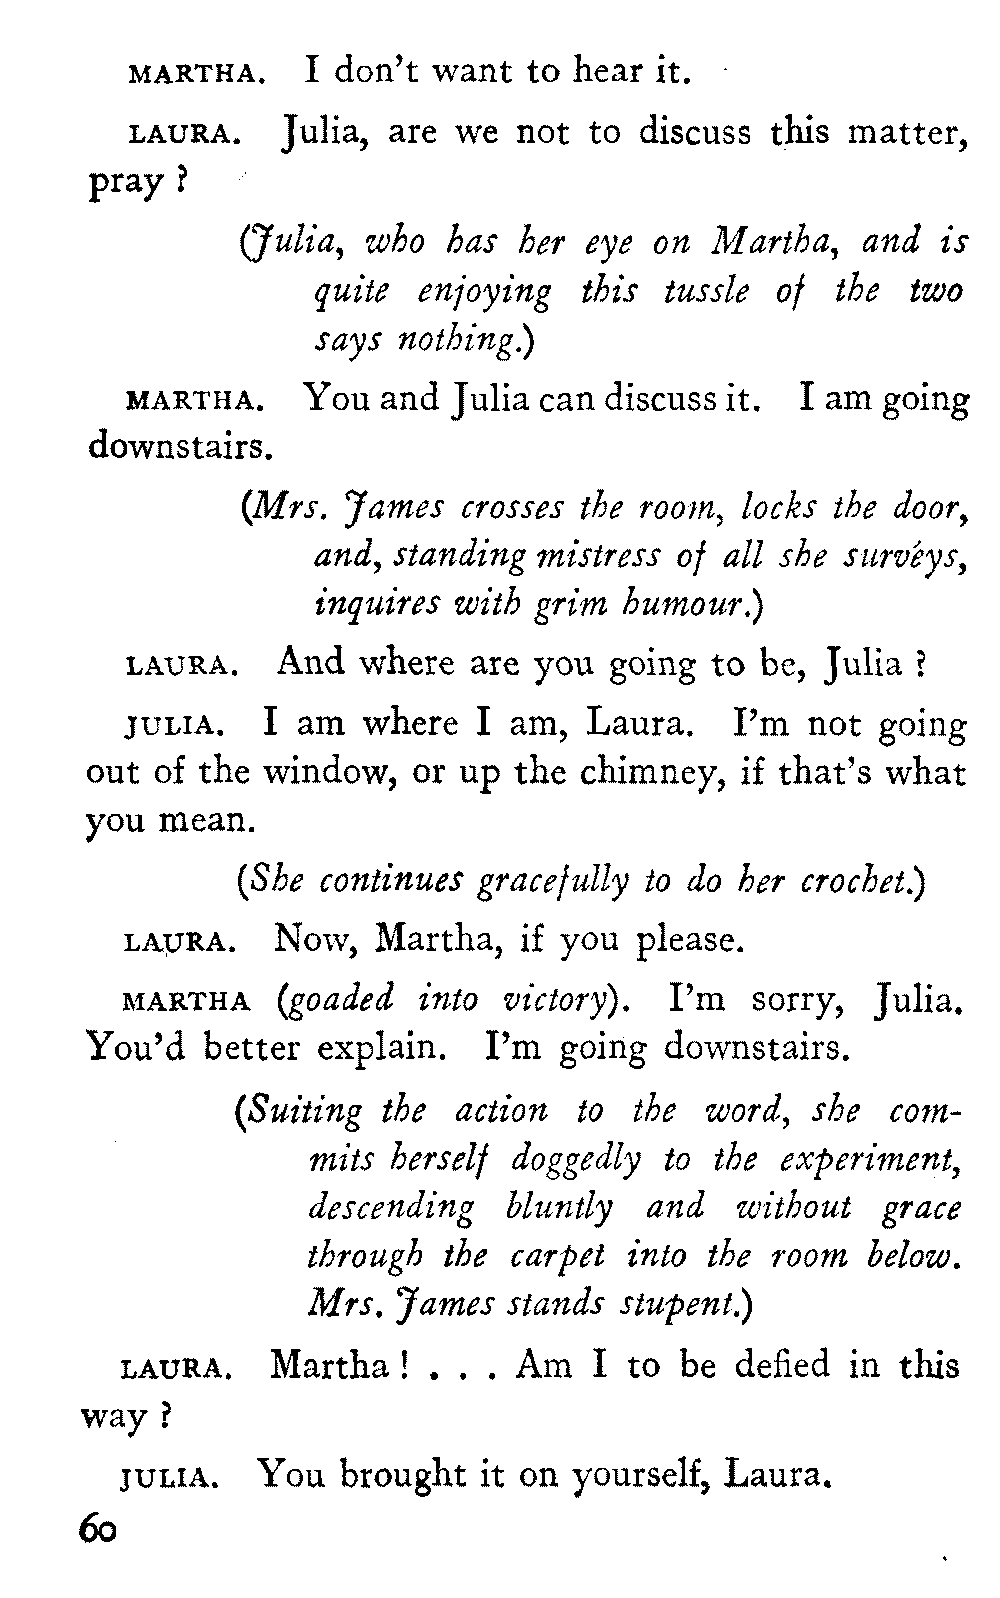 MARTHA. I don't want to hear it.
LAURA. Julia, are we not to discuss this matter,
pray ?
(Julia, who has her eye on Martha, and is
quite enjoying this tussle of the two
says nothing.)
MARTHA. You and Julia can discuss it. I am going
downstairs.
(Mrs. James crosses the room, locks the door,
and, standing mistress of all she surveys,
inquires with grim humour.)
LAURA. And where are you going to be, Julia ?
JULIA. I am where I am, Laura. I'm not going
out of the window, or up the chimney, if that's what
you mean.
(She continues gracefully to do her crochet.)
LAURA. Now, Martha, if you please.
MARTHA (goaded into victory). I'm sorry, Julia.
You'd better explain. I'm going downstairs.
(Suiting the action to the word, she com-
mits herself doggedly to the experiment,
descending bluntly and without grace
through the carpet into the room below.
Mrs. James stands stupent.)
LAURA. Martha ! . . . Am I to be defied in this
way ?
JULIA. You brought it on yourself, Laura.
60